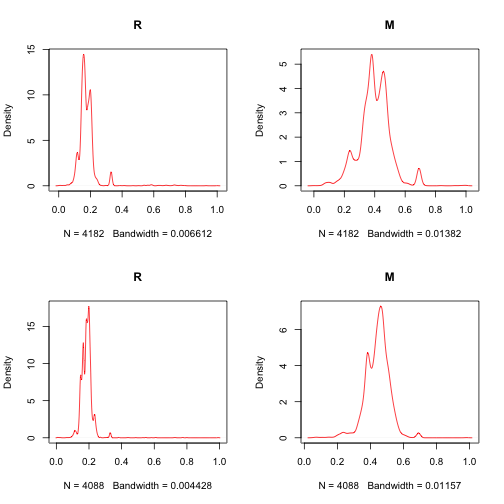 R
M
Density
15
10
5
0
0.0 0.2 0.4 0.6 0.8 1.0
N = 4182 Bandwidth = 0.006612
Density
5
4
3
2
1
0
0.0 0.2 0.4 0.6 0.8 1.0
N = 4182 Bandwidth = 0.01382
R
M
Density
15
10
5
0
0.0 0.2 0.4 0.6 0.8 1.0
N = 4088 Bandwidth = 0.004428
Density
6
4
2
0
0.0 0.2 0.4 0.6 0.8 1.0
N = 4088 Bandwidth = 0.01157